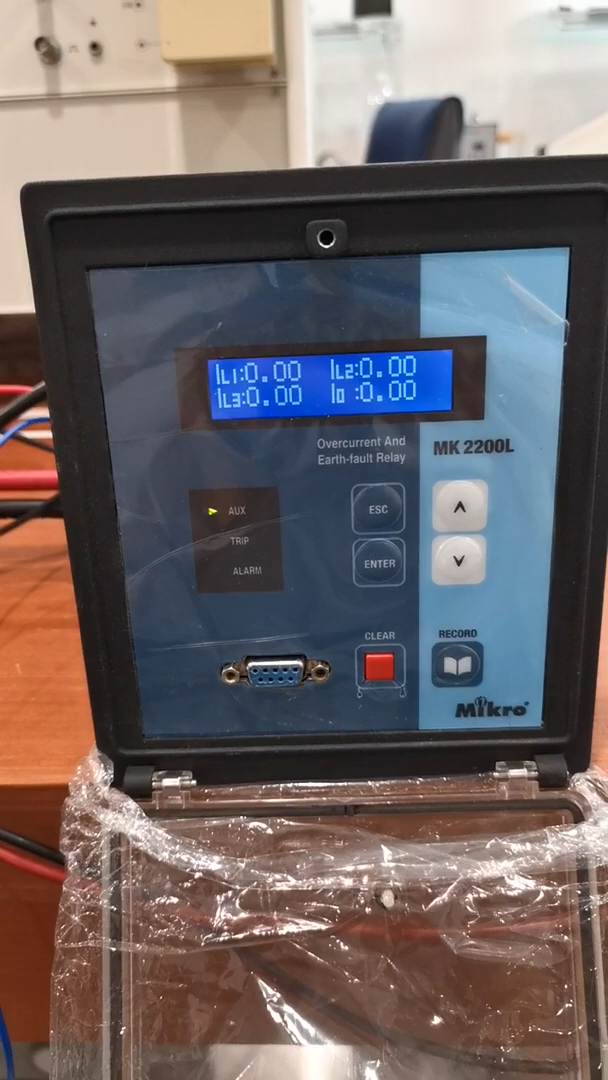 IL1:0.00 IL2:0.00
IL3:0.00 I0 :0.00
Overcurrent And
Earth-fault Relay
MK 2200L
AUX
TRIP
ALARM
ESC
ENTER
CLEAR
RECORD
Mikro